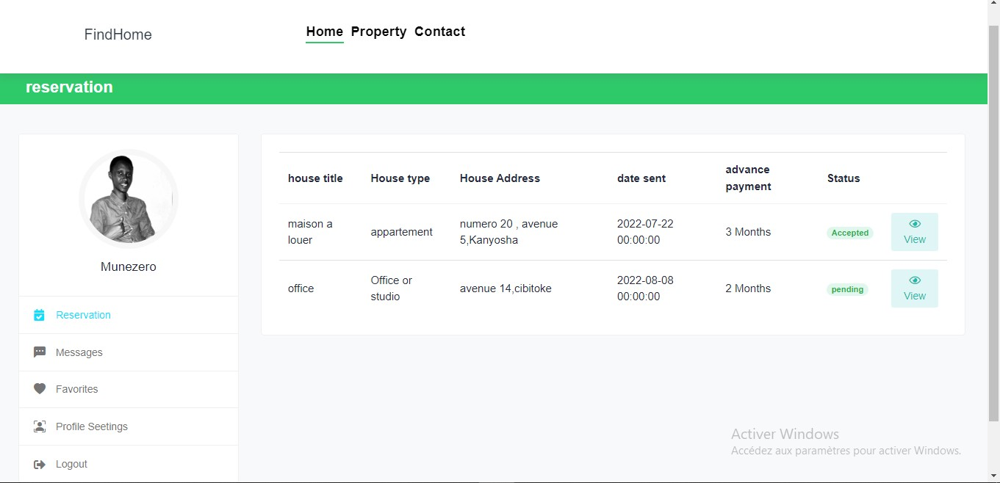 FindHome
Home Property Contact
reservation
Munezero
Reservation
Messages
Favorites
Profile Seetings
Logout
house title House type House Address date sent advance payment Status
maison a louer appartement numero 20 , avenue 5,Kanyosha 2022-07-22 00:00:00 3 Months Accepted View
office Office or studio avenue 14,cibitoke 2022-08-08 00:00:00 2 Months pending View
Activer Windows
Accédez aux paramètres pour activer Windows.